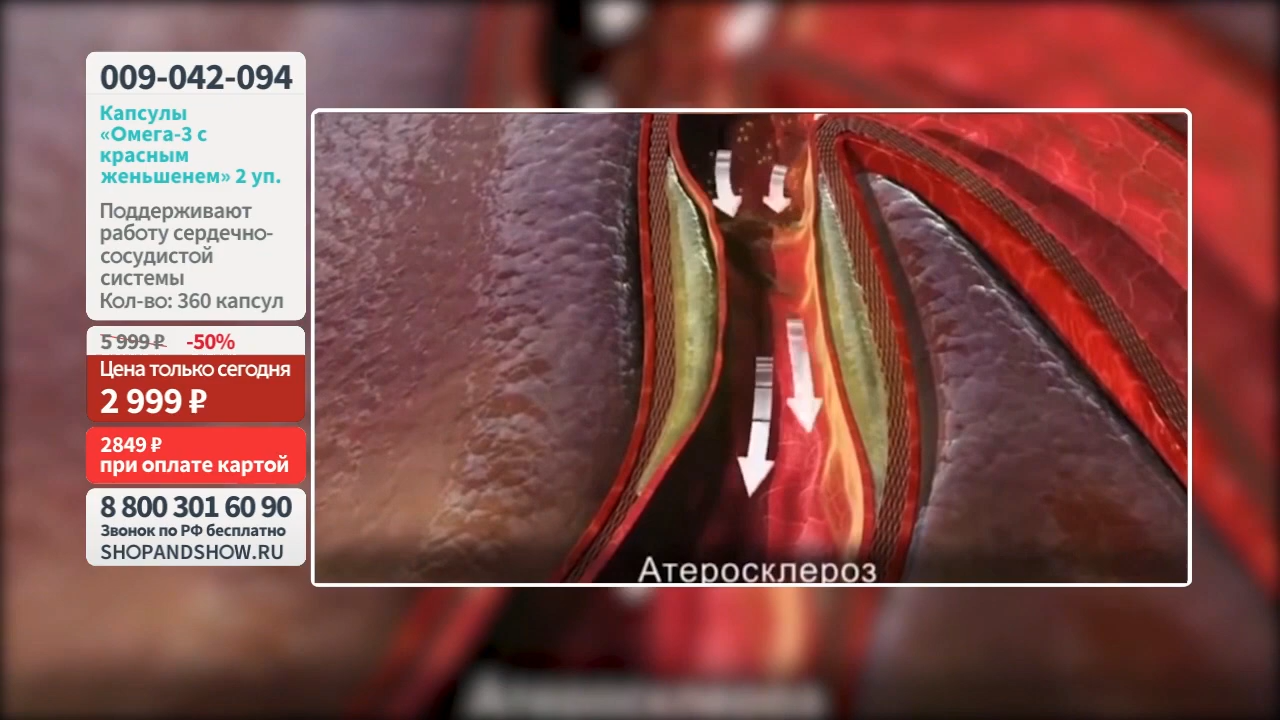 009-042-094
Капсулы
«Омега-3 с
красным
женьшенем» 2 уп.
Поддерживают
работу сердечно-
сосудистой
системы
Кол-во: 360 капсул
5 999 ₽ -50%
Цена только сегодня
2 999 ₽
2849 ₽
при оплате картой
8 800 301 60 90
Звонок по РФ бесплатно
SHOPANDSHOW.RU
Атеросклероз